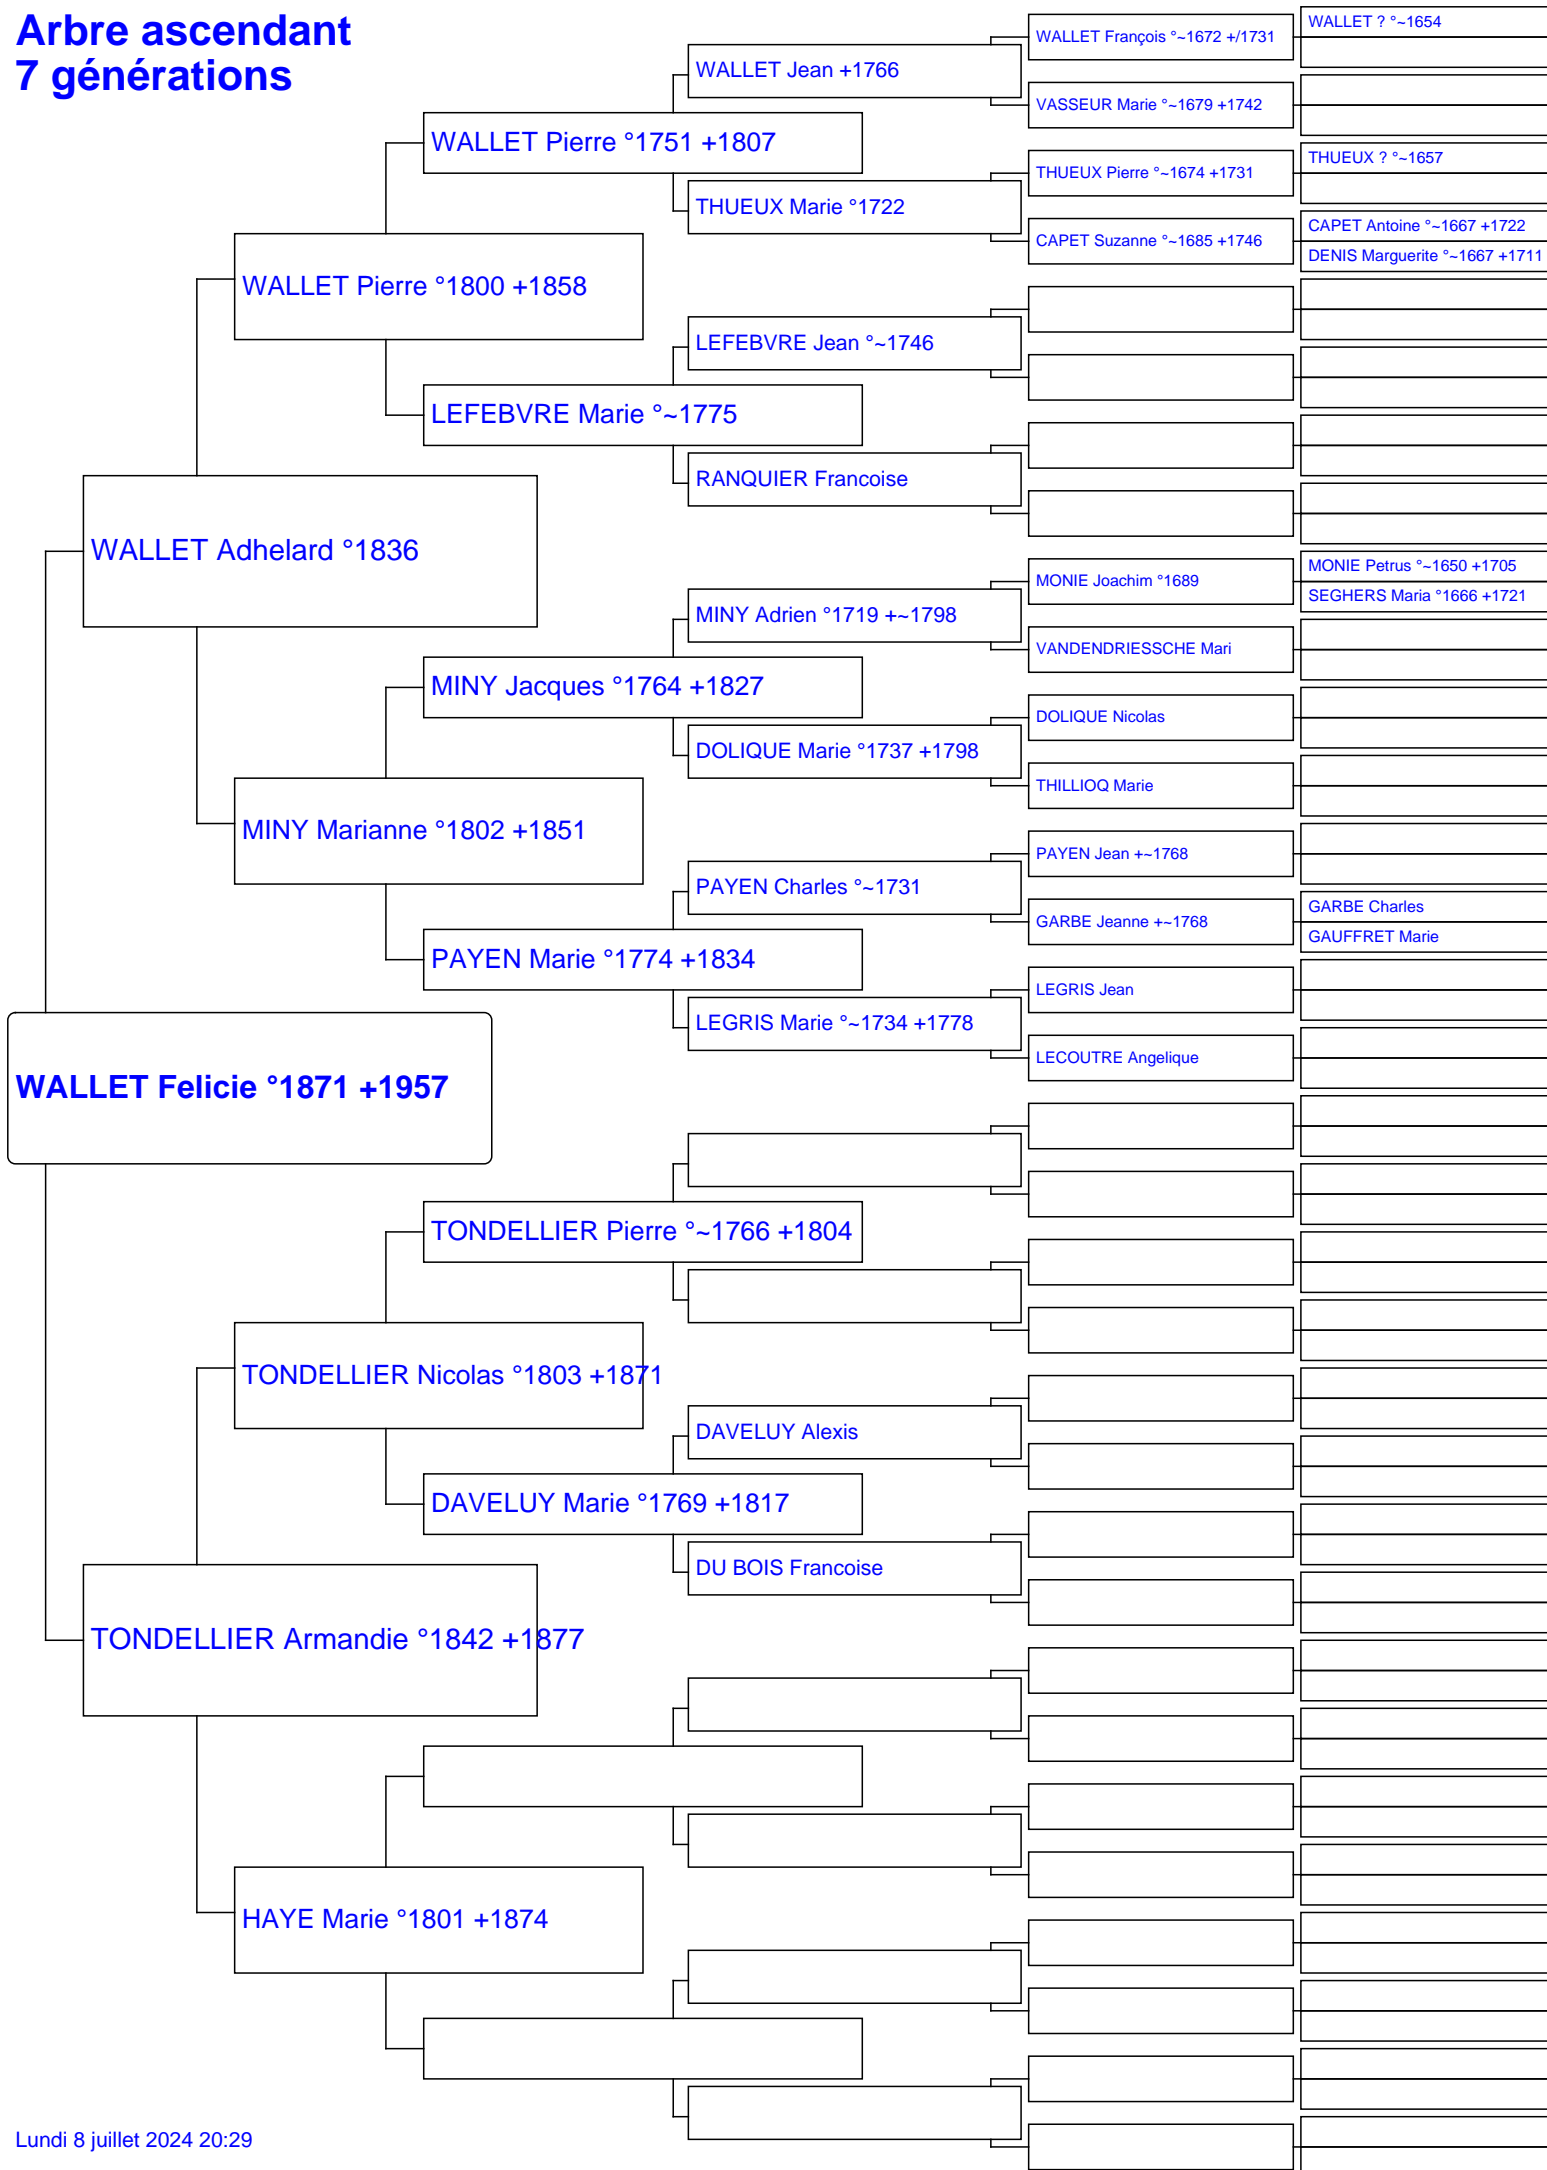 Arbre ascendant
7 générations
WALLET Felicie °1871 +1957
WALLET Adhelard °1836
TONDELLIER Armandie °1842 +1877
WALLET Pierre °1800 +1858
MINY Marianne °1802 +1851
TONDELLIER Nicolas °1803 +1871
HAYE Marie °1801 +1874
WALLET Pierre °1751 +1807
LEFEBVRE Marie °~1775
MINY Jacques °1764 +1827
PAYEN Marie °1774 +1834
TONDELLIER Pierre °~1766 +1804
DAVELUY Marie °1769 +1817
WALLET Jean +1766
THUEUX Marie °1722
LEFEBVRE Jean °~1746
RANQUIER Francoise
MINY Adrien °1719 +~1798
DOLIQUE Marie °1737 +1798
PAYEN Charles °~1731
LEGRIS Marie °~1734 +1778
DAVELUY Alexis
DU BOIS Francoise
WALLET François °~1672 +/1731
VASSEUR Marie °~1679 +1742
THUEUX Pierre °~1674 +1731
CAPET Suzanne °~1685 +1746
MONIE Joachim °1689
VANDENDRIESSCHE Mari
DOLIQUE Nicolas
THILLIOQ Marie
PAYEN Jean +~1768
GARBE Jeanne +~1768
LEGRIS Jean
LECOUTRE Angelique
WALLET ? °~1654
THUEUX ? °~1657
CAPET Antoine °~1667 +1722
DENIS Marguerite °~1667 +1711
MONIE Petrus °~1650 +1705
SEGHERS Maria °1666 +1721
GARBE Charles
GAUFFRET Marie
Lundi 8 juillet 2024 20:29